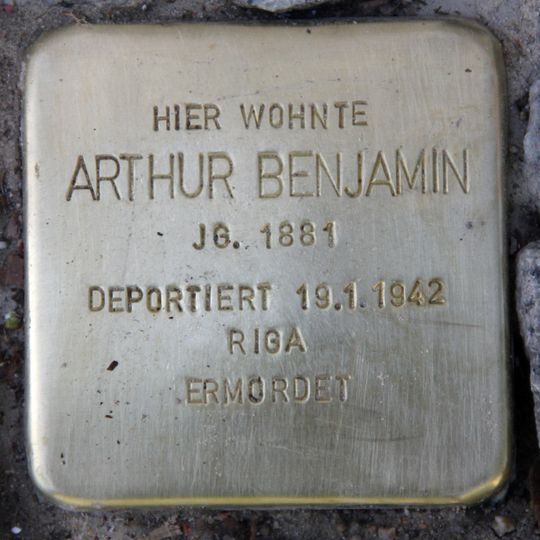 HIER WOHNTE
ARTHUR BENJAMIN
JG. 1881
DEPORTIERT 19.1.1942
RIGA
ERMORDET